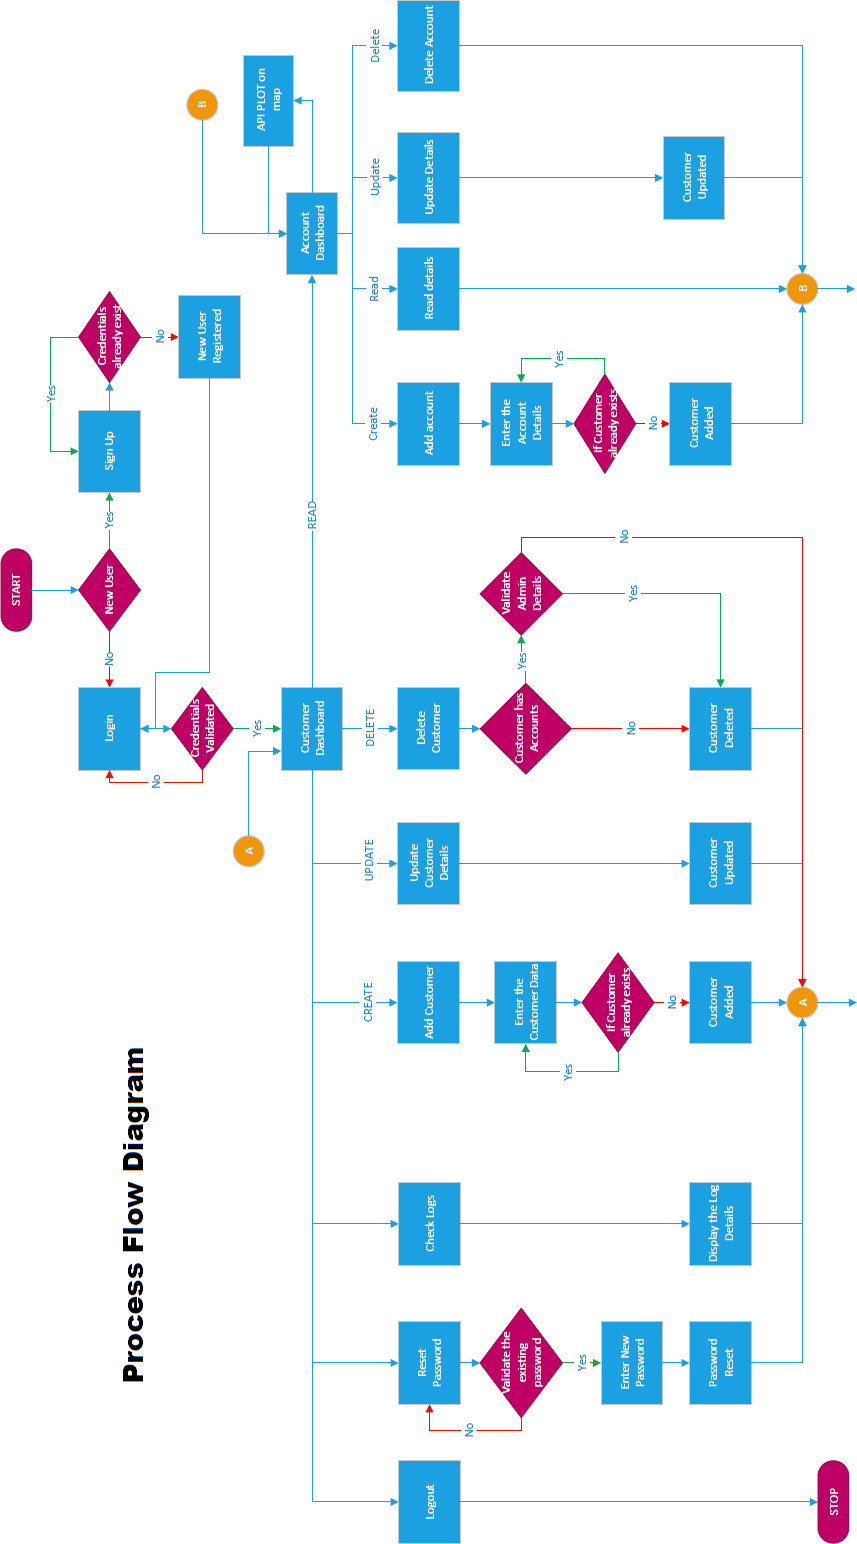 Process Flow Diagram
START
New User
Yes
No
Sign Up
Credentials
already exist
Yes
No
New User
Registered
Login
Credentials
Validated
No
Yes
A
Customer
Dashboard
READ
Account
Dashboard
API PLOT on
map
B
Logout
STOP
Reset
Password
Validate the
existing
password
No
Yes
Enter New
Password
Password
Reset
Check Logs
Display the Log
Details
CREATE
Add Customer
Enter the
Customer Data
If Customer
already exists
Yes
No
Customer
Added
A
UPDATE
Update
Customer
Details
Customer
Updated
DELETE
Delete
Customer
Customer has
Accounts
Yes
No
Validate
Admin
Details
No
Yes
Customer
Deleted
Create
Add account
Enter the
Account
Details
If Customer
already exists
Yes
No
Customer
Added
Read
Read details
B
Update
Update Details
Customer
Updated
Delete
Delete Account